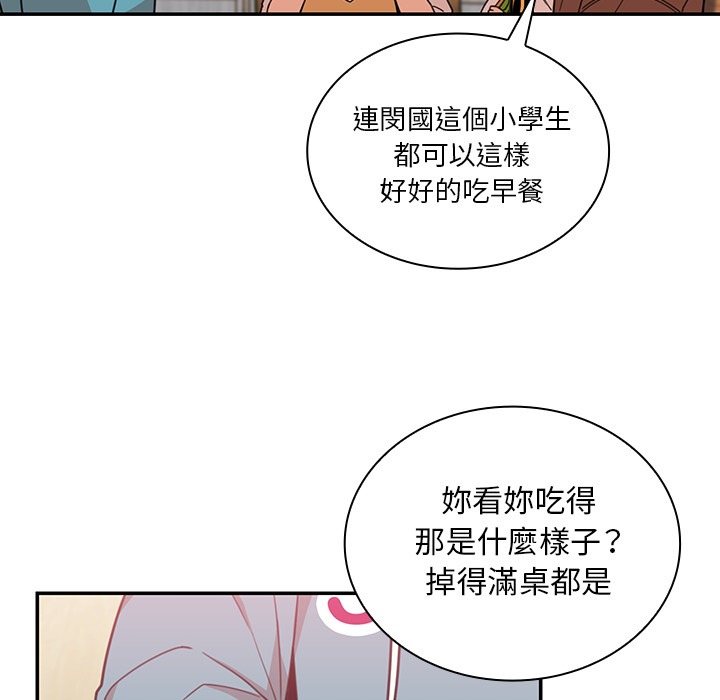 連閔國這個小學生
都可以這樣
好好的吃早餐
妳看妳吃得
那是什麼樣子？
掉得滿桌都是